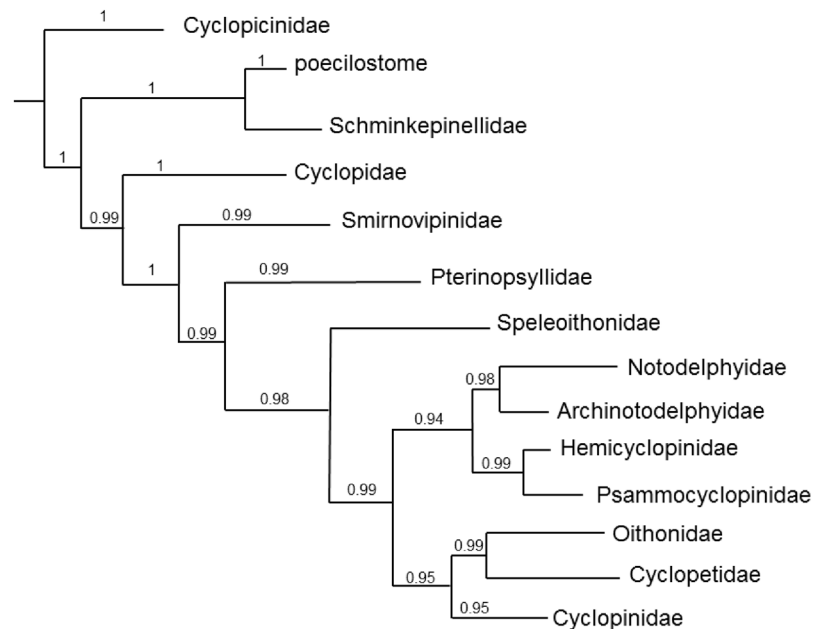 1 Cyclopicinidae
1 poecilostome
1
Schminkepinellidae
1
1 Cyclopidae
0.99
0.99 Smirnovipinidae
1
0.99 Pterinopsyllidae
0.99
Speleoithonidae
0.98
Notodelphyidae
0.98
Archinotodelphyidae
0.94
Hemicyclopinidae
0.99
Psammocyclopinidae
0.99
Oithonidae
0.99
Cyclopetidae
0.95
0.95 Cyclopinidae